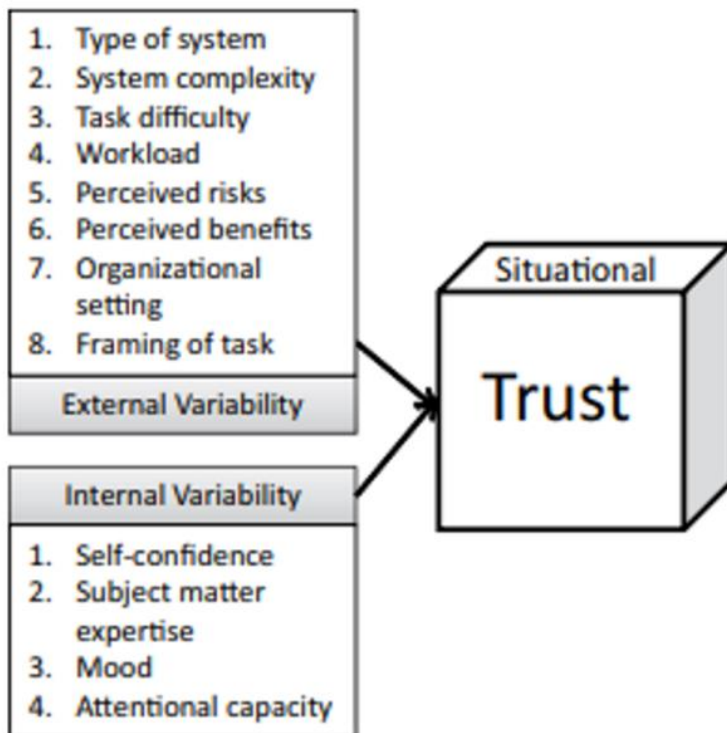 1. Type of system
2. System complexity
3. Task difficulty
4. Workload
5. Perceived risks
6. Perceived benefits
7. Organizational
setting
8. Framing of task
External Variability
Internal Variability
1. Self-confidence
2. Subject matter
expertise
3. Mood
4. Attentional capacity
Situational
Trust